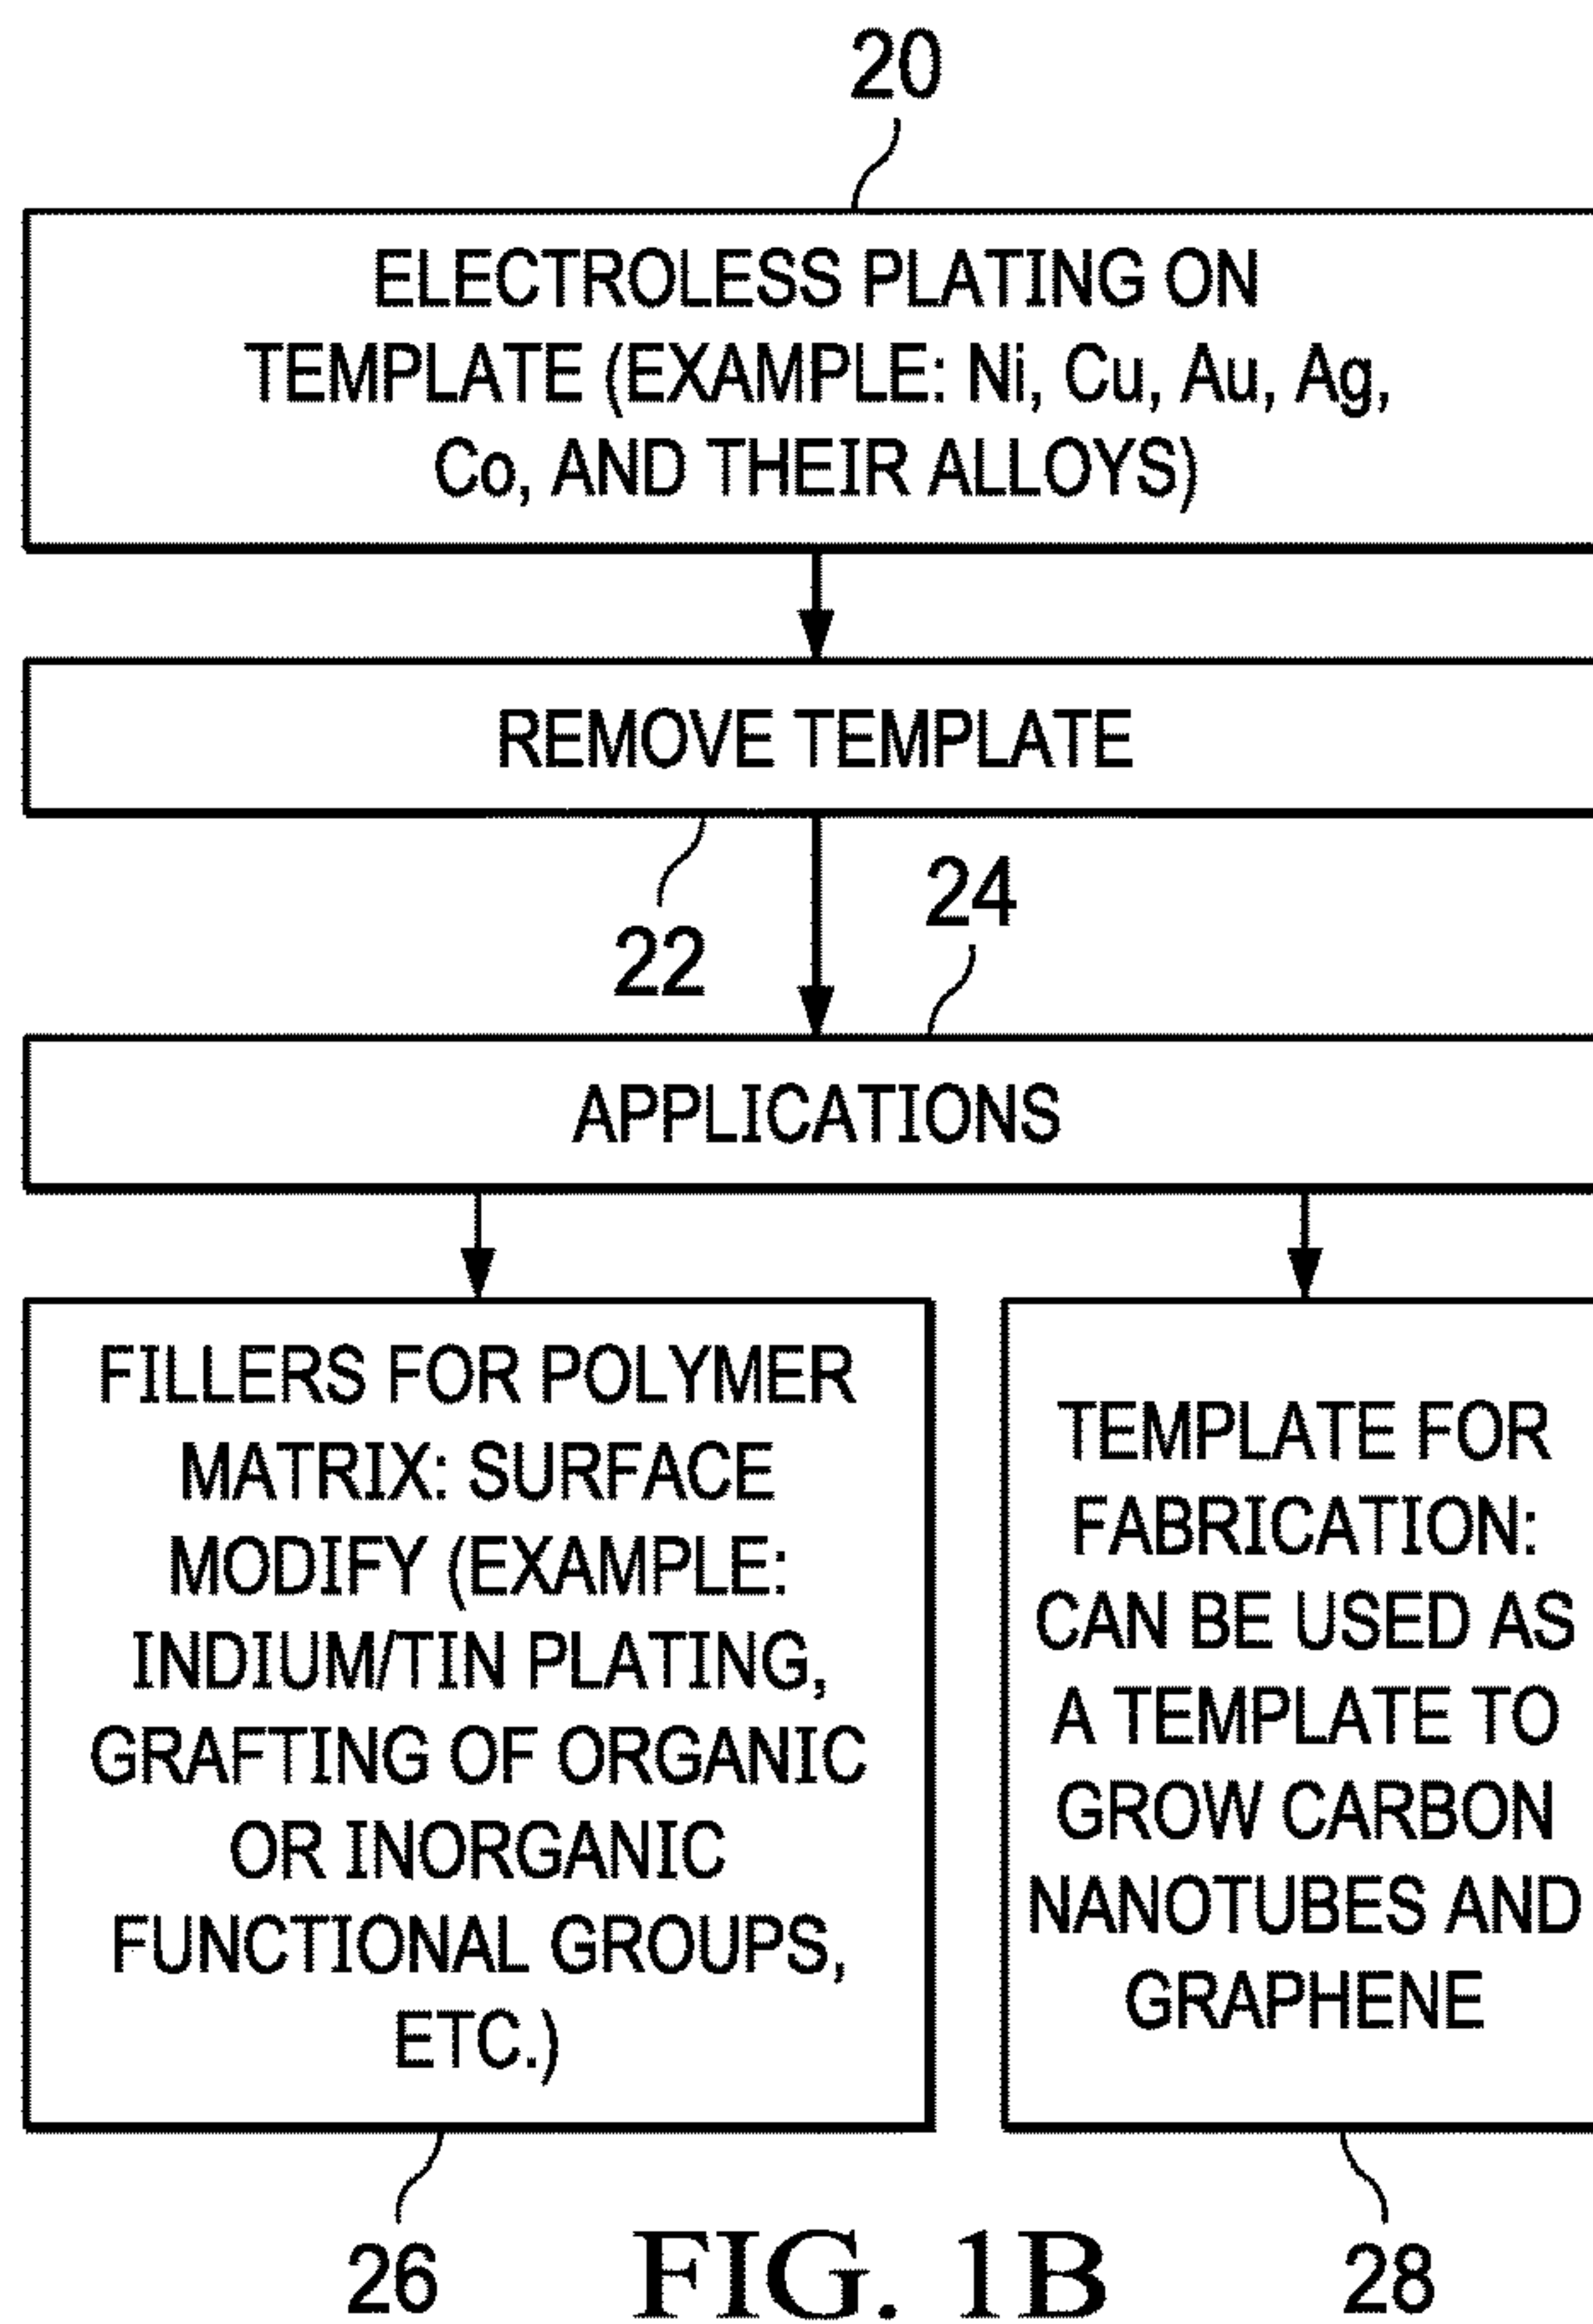 20
ELECTROLESS PLATING ON
TEMPLATE (EXAMPLE: Ni, Cu, Au, Ag,
Co, AND THEIR ALLOYS)
REMOVE TEMPLATE
22
24
APPLICATIONS
FILLERS FOR POLYMER
MATRIX: SURFACE
MODIFY (EXAMPLE:
INDIUM/TIN PLATING,
GRAFTING OF ORGANIC
OR INORGANIC
FUNCTIONAL GROUPS,
ETC.)
TEMPLATE FOR
FABRICATION:
CAN BE USED AS
A TEMPLATE TO
GROW CARBON
NANOTUBES AND
GRAPHENE
26
28
FIG. 1B